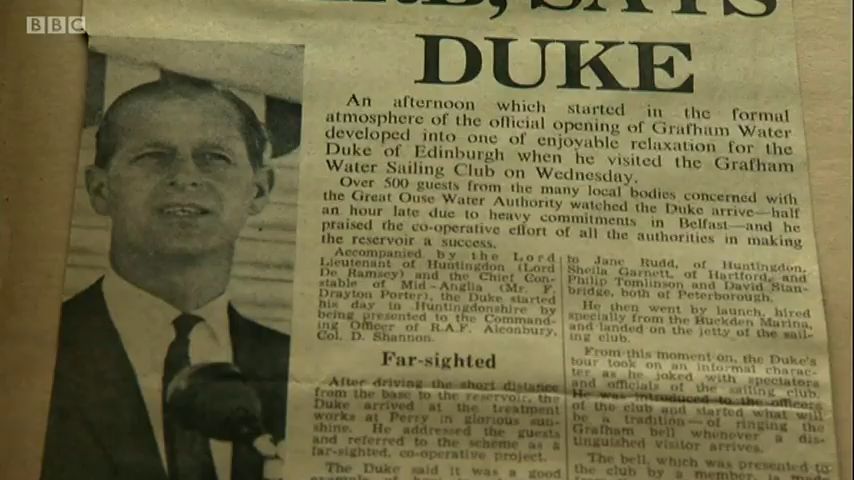 BBC
SAYS
DUKE
An afternoon which started in the formal
atmosphere of the official opening of Grafham Water
developed into one of enjoyable relaxation for the
Duke of Edinburgh when he visited the Grafham
Water Sailing Club on Wednesday.
Over 500 guests from the many local bodies concerned with
the Great Ouse Water Authority watched the Duke arrive—half
an hour late due to heavy commitments in Belfast—and he
praised the co-operative effort of all the authorities in making
the reservoir a success.
Accompanied by the Lord
Lieutenant of Huntingdon (Lord
De Ramsey) and the Chief Con-
stable of Mid-Anglia (Mr. F.
Drayton Porter), the Duke started
his day in Huntingdonshire by
being presented to the Command-
ing Officer of R.A.F. Alconbury,
Col. D. Shannon.
Far-sighted
After driving the short distance
from the base to the reservoir, the
Duke arrived at the treatment
works at Perry in glorious sun-
shine. He addressed the guests
and referred to the scheme as a
far-sighted, co-operative project.
The Duke said it was a good
to Jane Rudd, of Huntingdon,
Sheila Garnett, of Hartford, and
Philip Tomlinson and David Stan-
bridge, both of Peterborough.
He then went by launch, hired
specially from the Buckden Marina,
and landed on the jetty of the sail-
ing club.
From this moment on, the Duke's
tour took on an informal charac-
ter as he joked with spectators
and officials of the sailing club.
He was introduced to the officers
of the club and started what will
be a tradition—of ringing the
Grafham bell whenever a dis-
tinguished visitor arrives.
The bell, which was presented to
the club by a member, is made